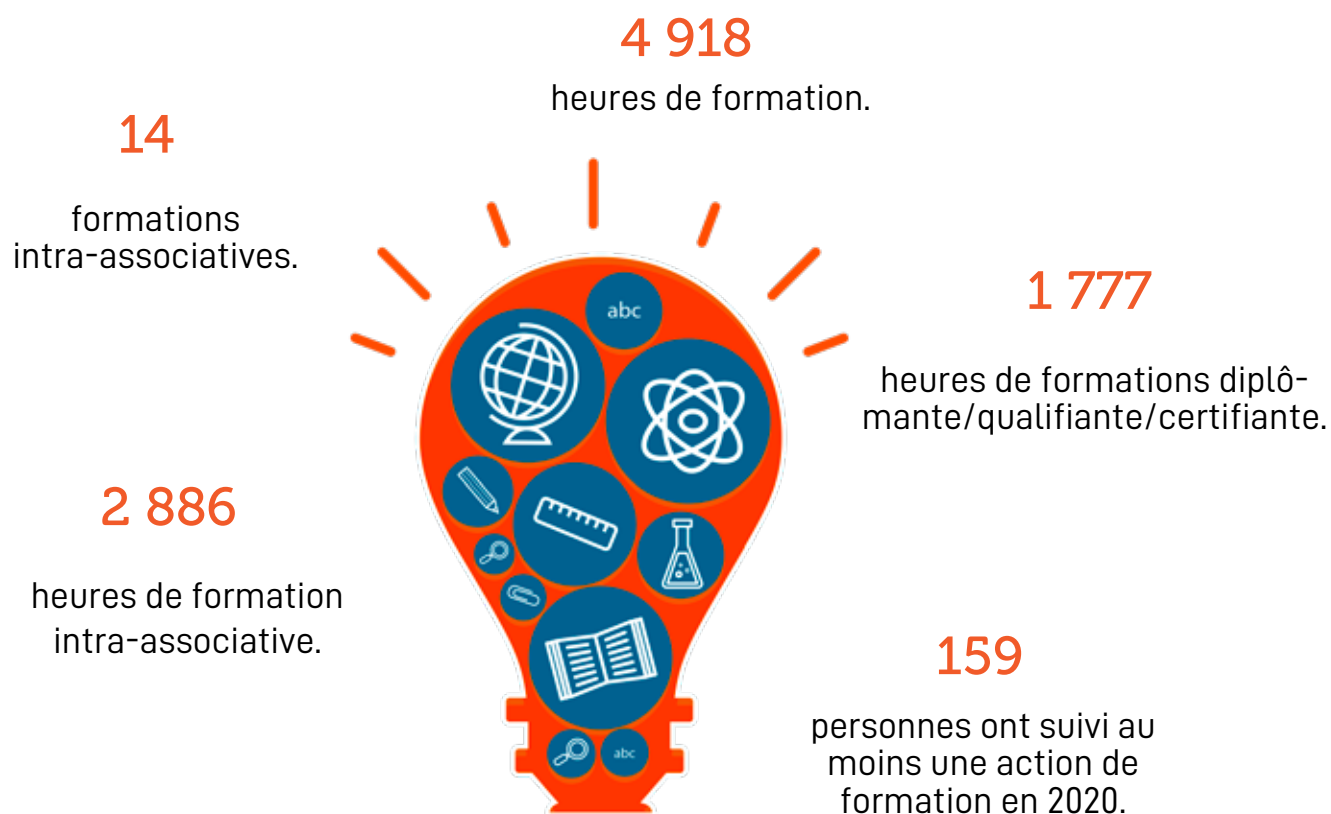 4 918
heures de formation.
14
formations
intra-associatives.
1 777
heures de formations diplô-
mante/qualifiante/certifiante.
2 886
heures de formation
intra-associative.
159
personnes ont suivi au
moins une action de
formation en 2020.
abc
abc